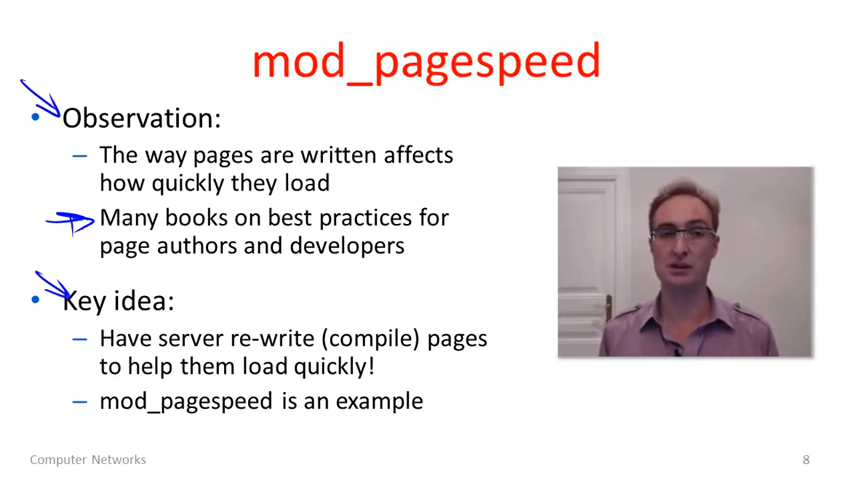 mod_pagespeed
• Observation:
– The way pages are written affects
how quickly they load
– Many books on best practices for
page authors and developers
• Key idea:
– Have server re-write (compile) pages
to help them load quickly!
– mod_pagespeed is an example
Computer Networks
8